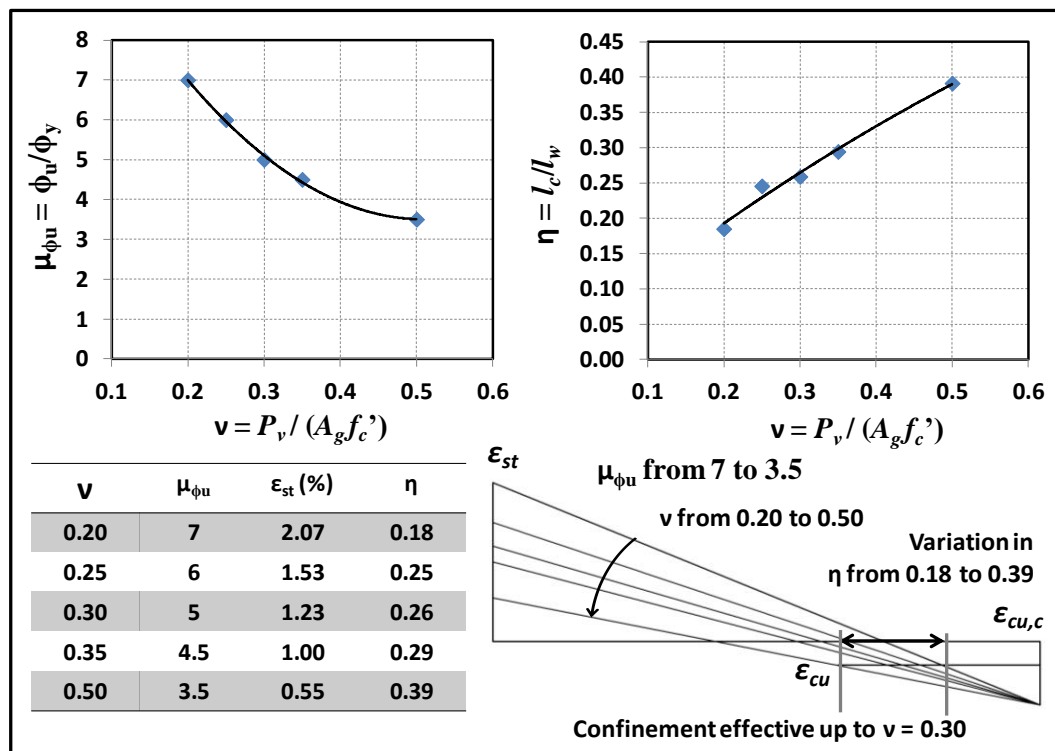 8
7
6
5
4
3
2
1
0
μϕu = ϕu/ϕy
0.1 0.2 0.3 0.4 0.5 0.6
ν = Pv / (Ag fc’)
0.45
0.40
0.35
0.30
0.25
0.20
0.15
0.10
0.05
0.00
η = lc/lw
0.1 0.2 0.3 0.4 0.5 0.6
ν = Pv / (Ag fc’)
ν μϕu εst (%) η
0.20 7 2.07 0.18
0.25 6 1.53 0.25
0.30 5 1.23 0.26
0.35 4.5 1.00 0.29
0.50 3.5 0.55 0.39
εst
μϕu from 7 to 3.5
ν from 0.20 to 0.50
Variation in
η from 0.18 to 0.39
εcu,c
εcu
Confinement effective up to ν = 0.30